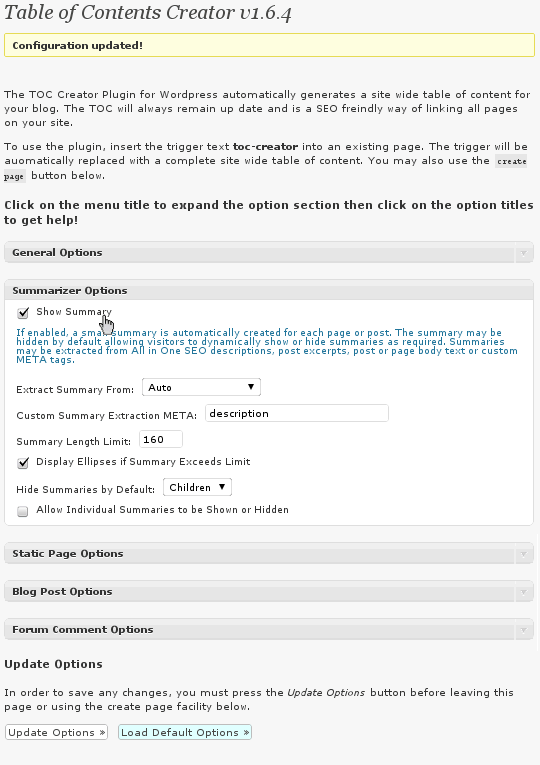 Table of Contents Creator v1.6.4
Configuration updated!
The TOC Creator Plugin for Wordpress automatically generates a site wide table of content for
your blog. The TOC will always remain up date and is a SEO freindly way of linking all pages
on your site.
To use the plugin, insert the trigger text toc-creator into an existing page. The trigger will be
auomatically replaced with a complete site wide table of content. You may also use the create
page button below.
Click on the menu title to expand the option section then click on the option titles
to get help!
General Options
Summarizer Options
Show Summary
If enabled, a small summary is automatically created for each page or post. The summary may be
hidden by default allowing visitors to dynamically show or hide summaries as required. Summaries
may be extracted from All in One SEO descriptions, post excerpts, post or page body text or custom
META tags.
Extract Summary From: Auto
Custom Summary Extraction META: description
Summary Length Limit: 160
Display Ellipses if Summary Exceeds Limit
Hide Summaries by Default: Children
Allow Individual Summaries to be Shown or Hidden
Static Page Options
Blog Post Options
Forum Comment Options
Update Options
In order to save any changes, you must press the Update Options button before leaving this
page or using the create page facility below.
Update Options » Load Default Options »